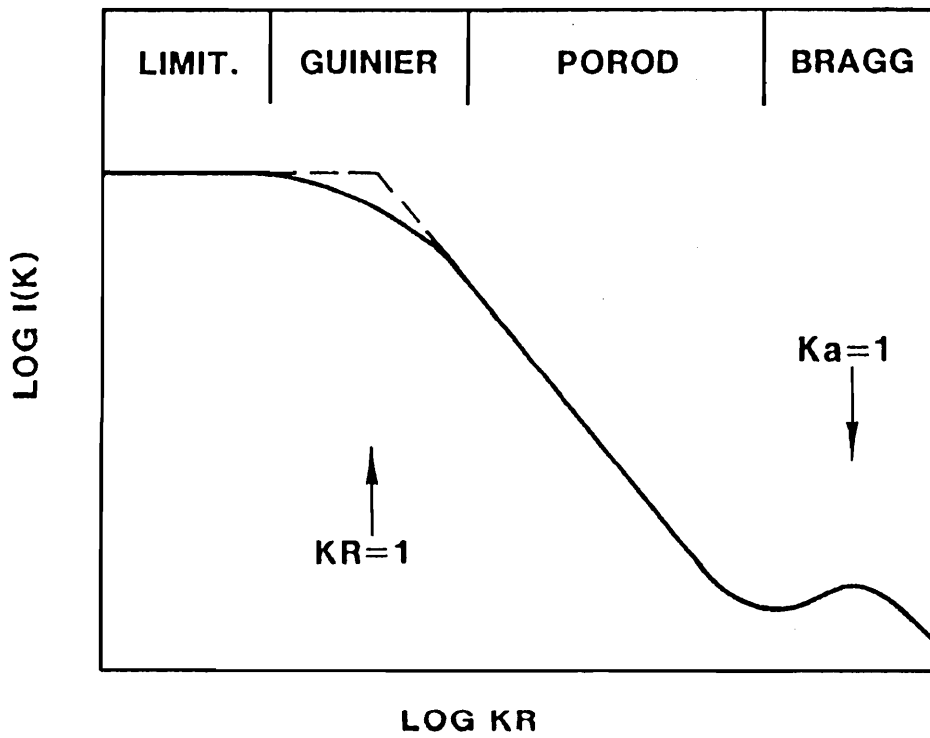 LIMIT. GUINIER POROD BRAGG
LOG I(K)
Ka=1
KR=1
LOG KR